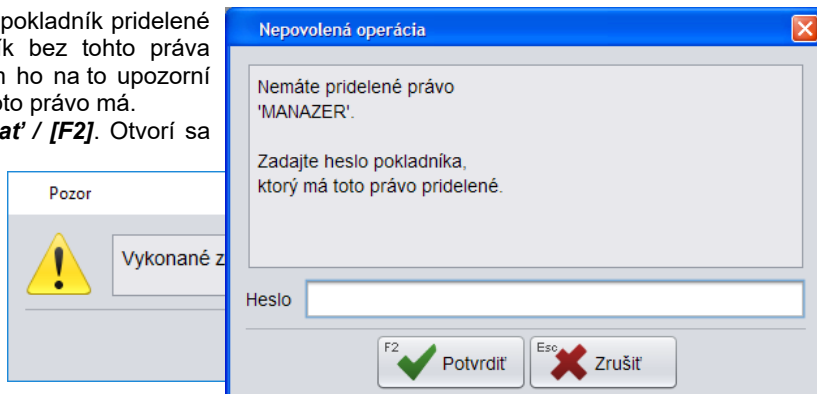 pokladník pridelené
ík bez tohto práva
ho na to upozorní
oto právo má.
ať / [F2]. Otvorí sa
Pozor
Vykonané z
Nepovolená operácia
Nemáte pridelené právo
'MANAZER'.
Zadajte heslo pokladníka,
ktorý má toto právo pridelené.
Heslo
F2 Potvrdiť
Esc Zrušiť